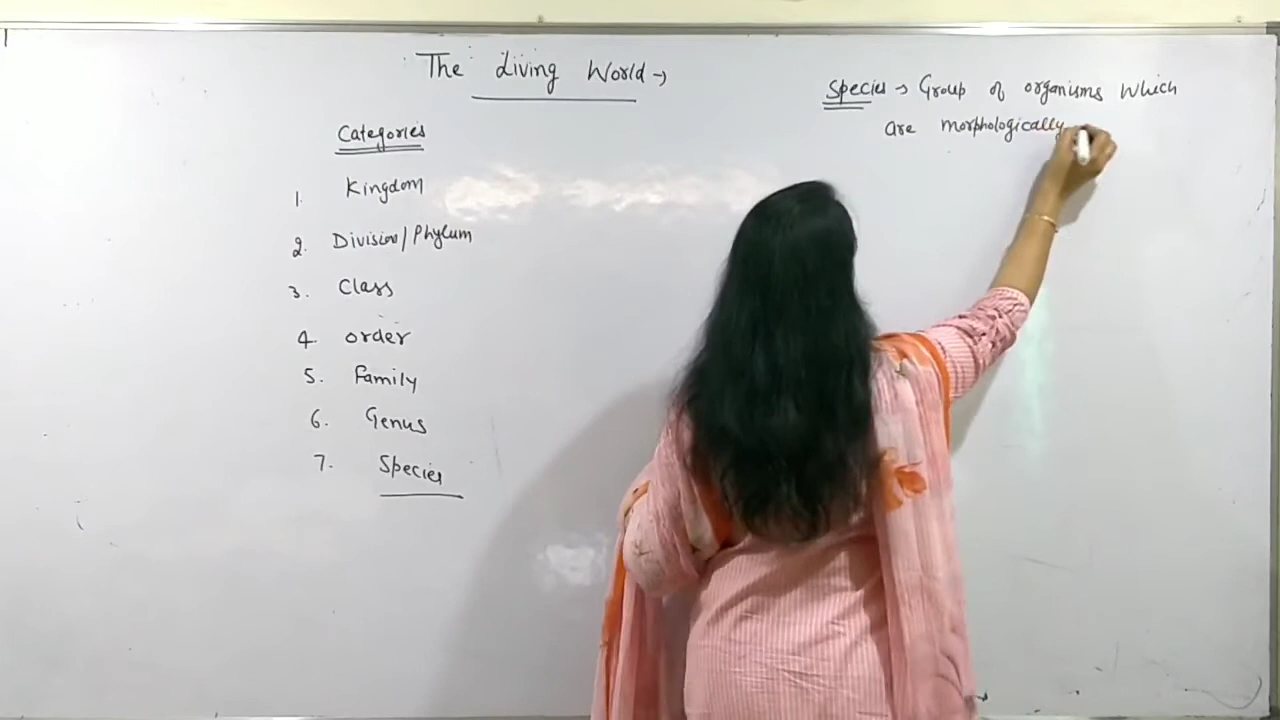 The Living World →
Categories
1. Kingdom
2. Division/Phylum
3. Class
4. order
5. Family
6. Genus
7. Species
Species → Group of organisms which
are morphologically